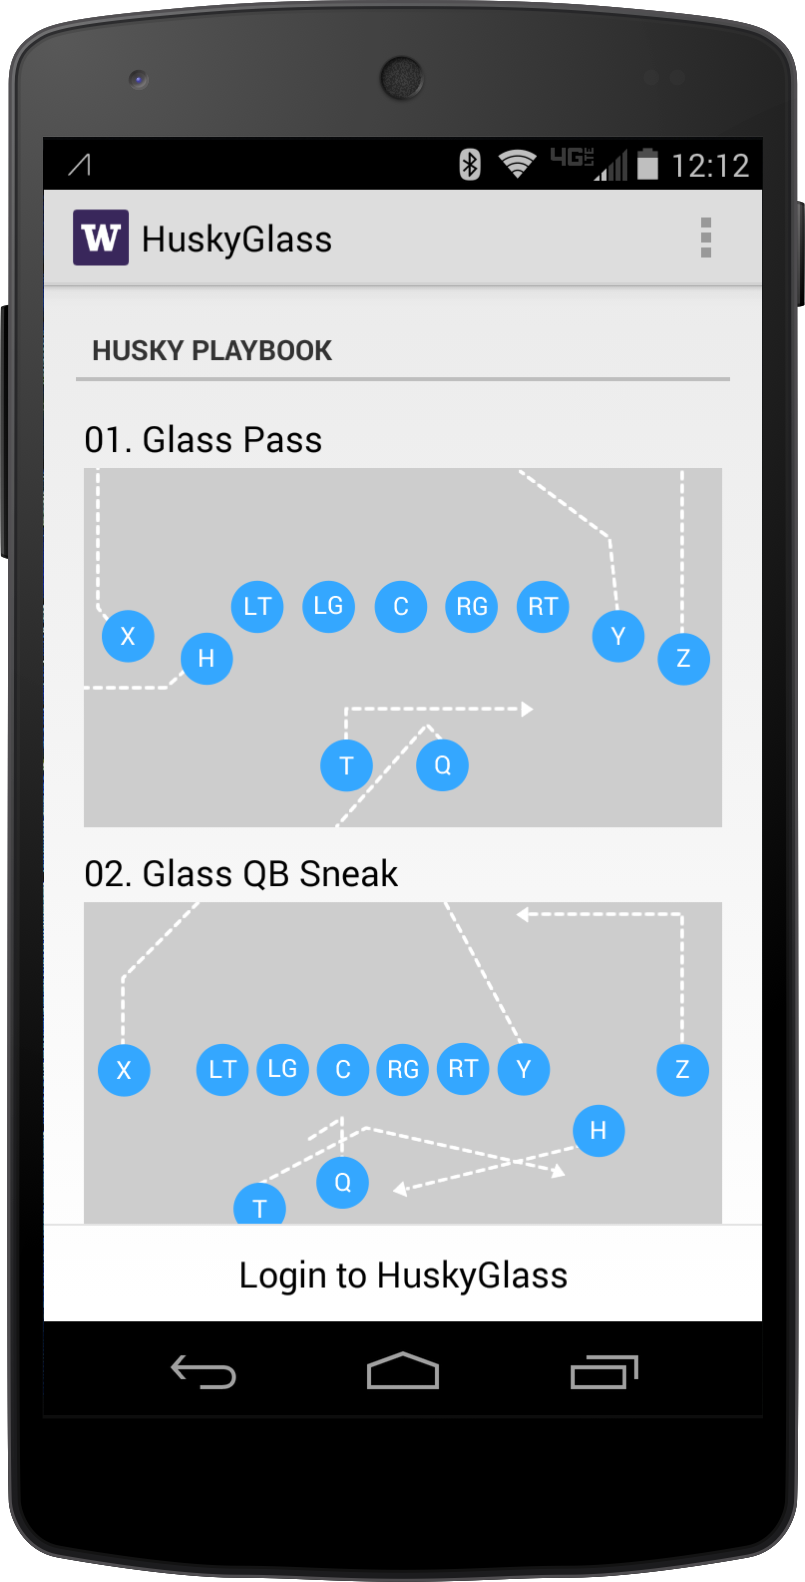 4G LTE 12:12
W HuskyGlass
HUSKY PLAYBOOK
01. Glass Pass
LT LG C RG RT
X H Y Z
T Q
02. Glass QB Sneak
X LT LG C RG RT Y Z
H
Q
T
Login to HuskyGlass